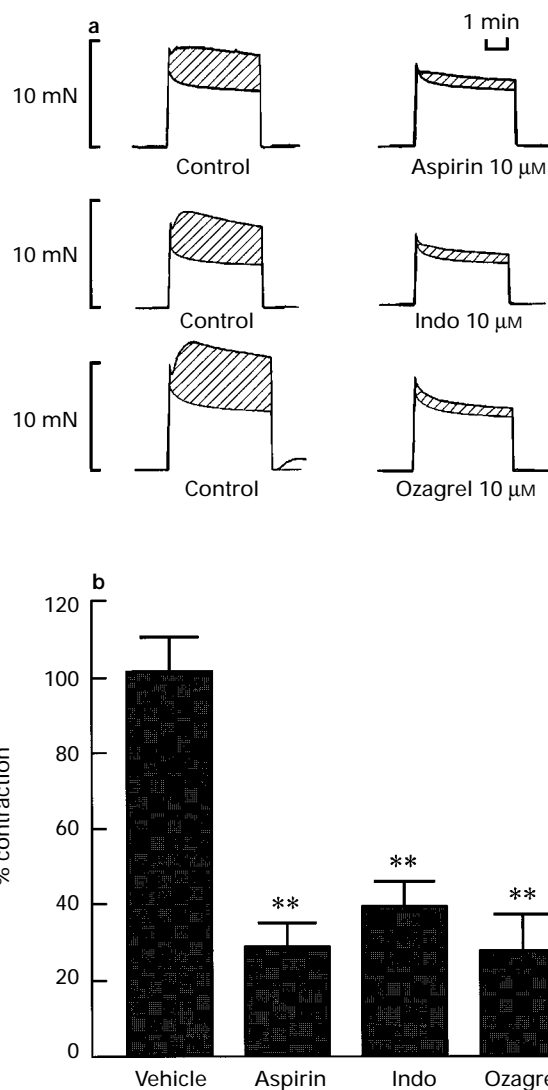 a
1 min
10 mN
Control
Aspirin 10 µM
10 mN
Control
Indo 10 µM
10 mN
Control
Ozagrel 10 µM
b
120
100
80
60
40
20
0
% contraction
**
**
**
Vehicle
Aspirin
Indo